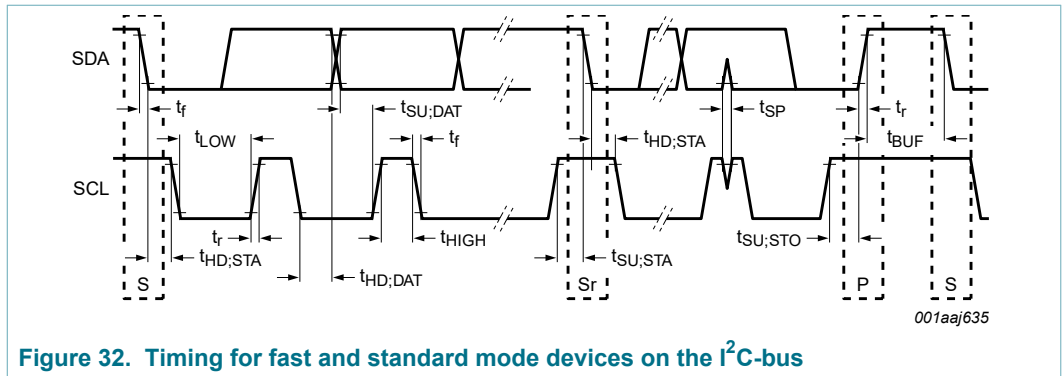 SDA
t_f
t_SU;DAT
t_SP
t_r
t_LOW
t_f
t_HD;STA
t_BUF
SCL
t_r
t_HIGH
t_SU;STO
t_HD;STA
t_HD;DAT
t_SU;STA
S
Sr
P
S
001aaj635
Figure 32. Timing for fast and standard mode devices on the I²C-bus